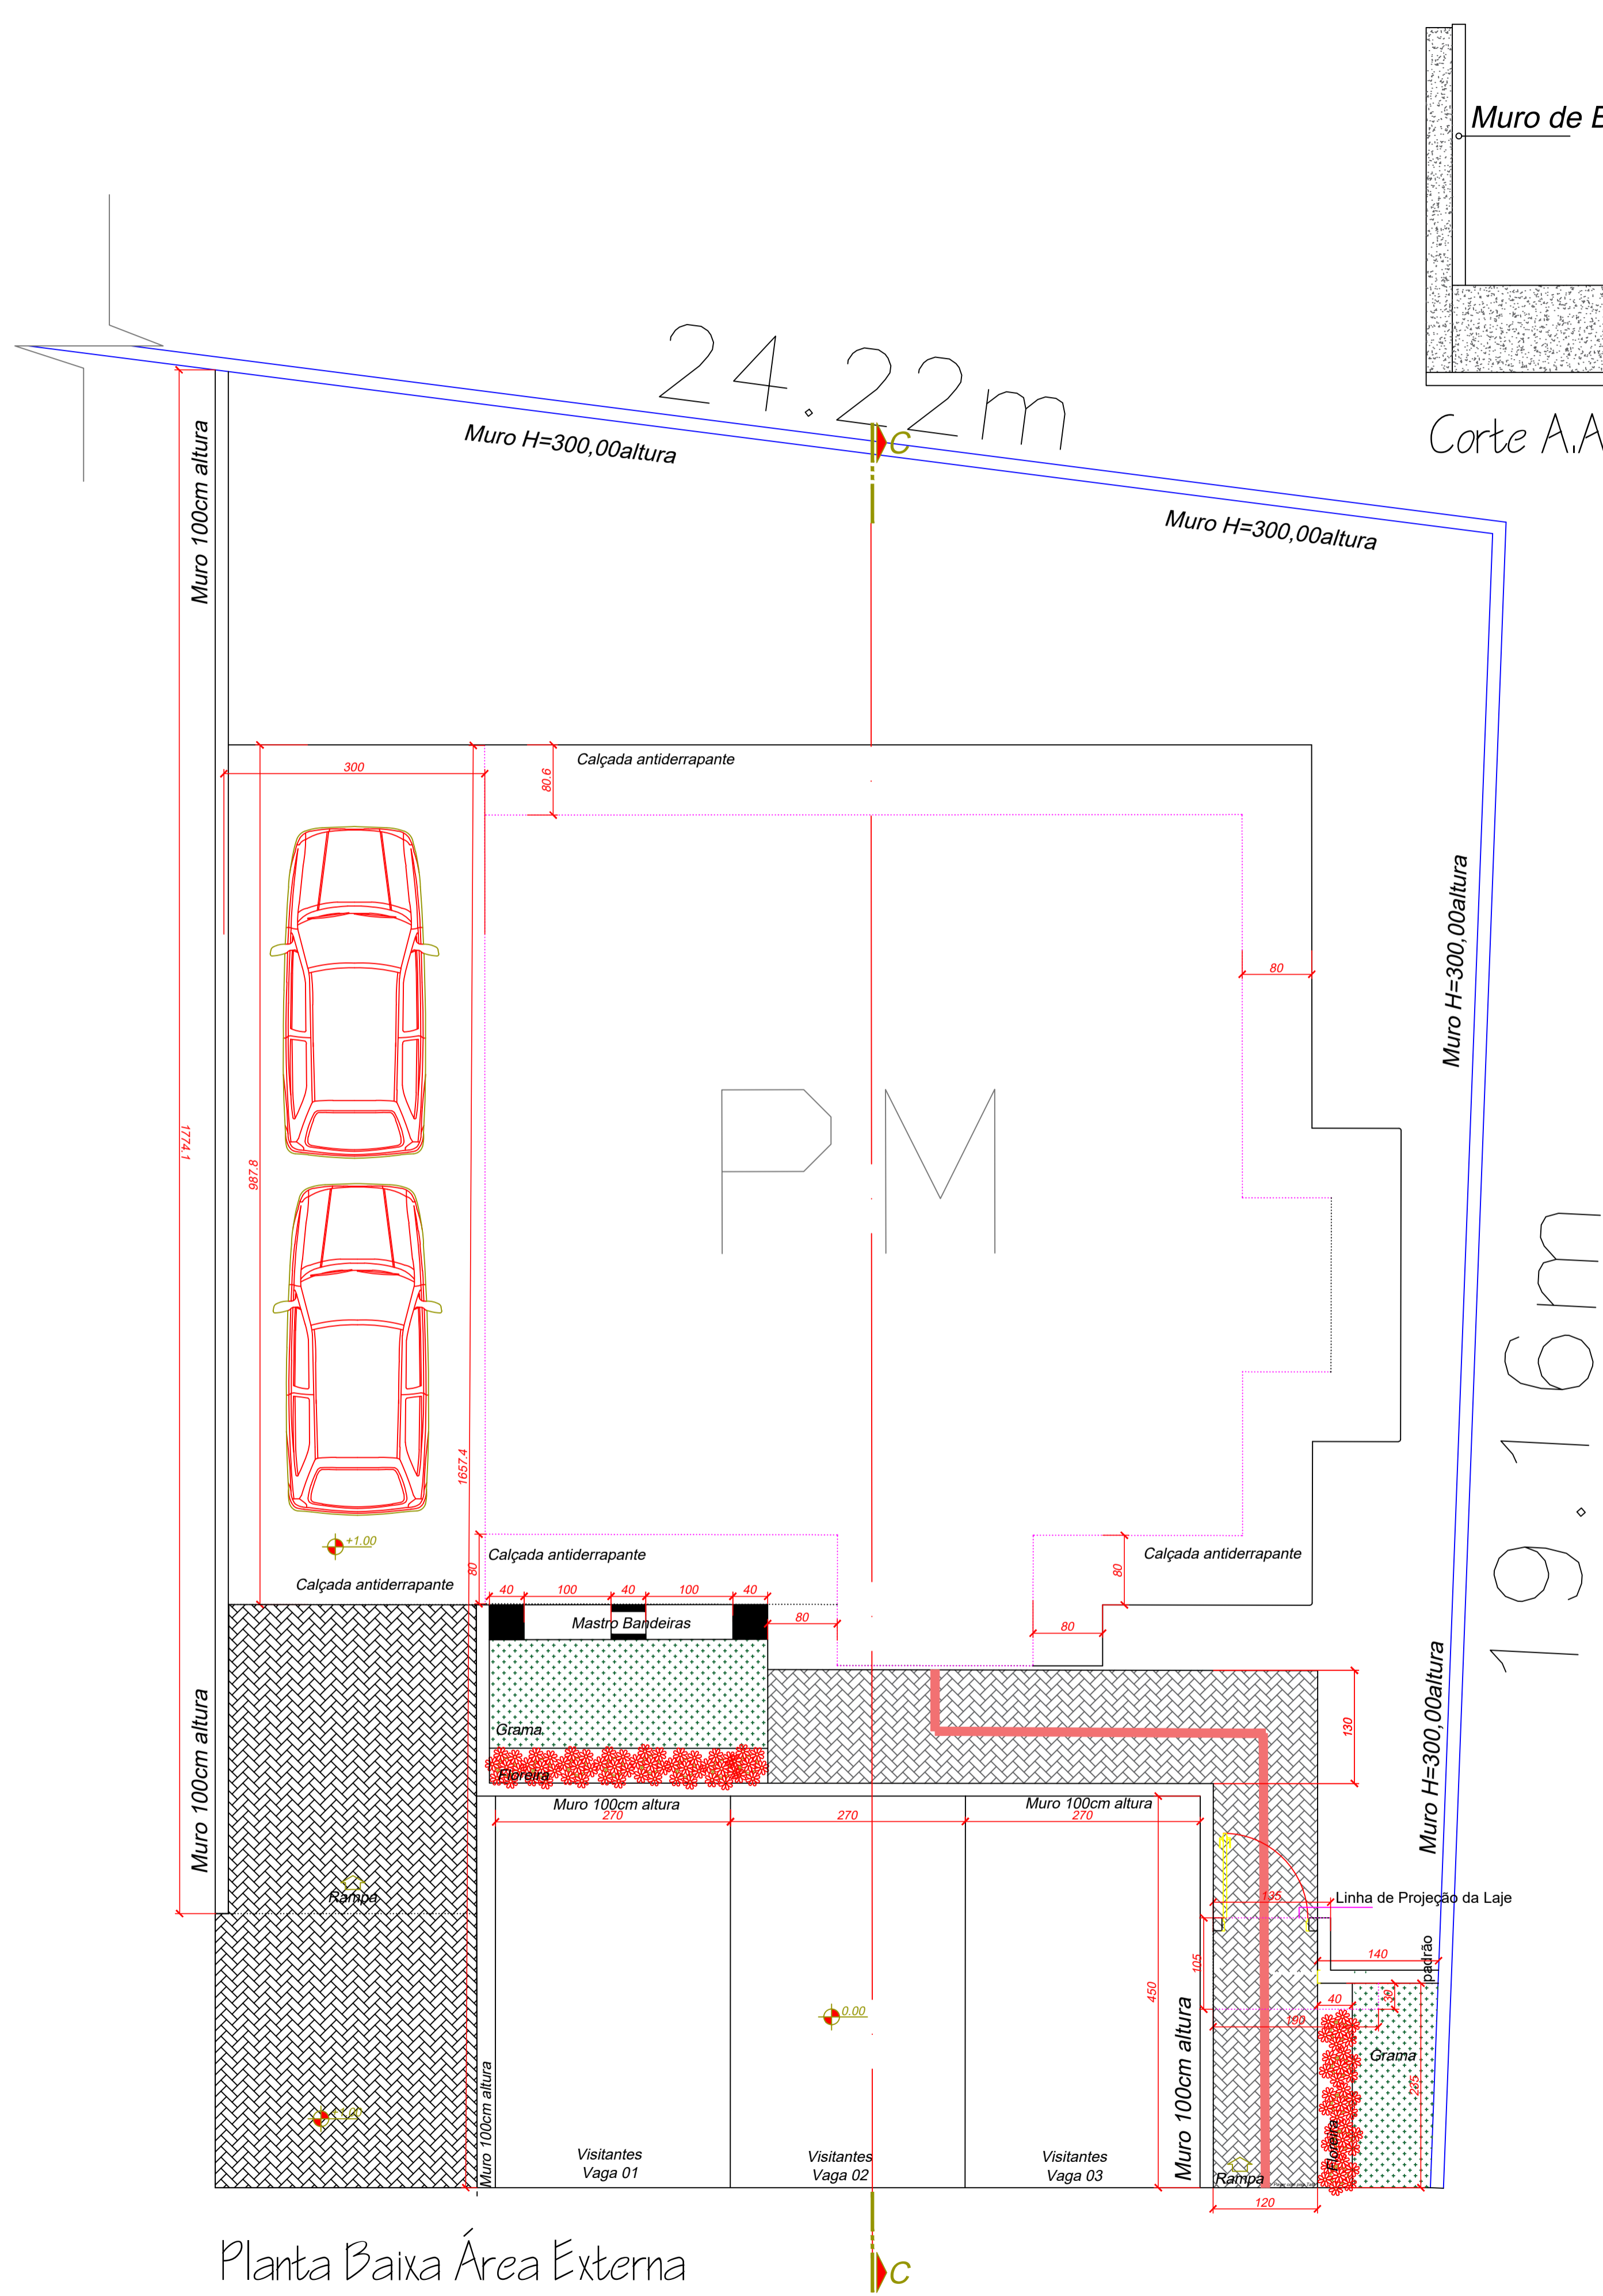 Muro de E
Corte A.A
24.22m
C
Muro H=300,00altura
Muro H=300,00altura
Muro 100cm altura
Calçada antiderrapante
300
80.6
Muro H=300,00altura
80
1774.1
987.8
PM
19.16m
1657.4
+1.00
Calçada antiderrapante
80
Calçada antiderrapante
80
Calçada antiderrapante
40
100
40
100
40
Mastro Bandeiras
80
80
Muro 100cm altura
Grama
Floreira
130
Muro H=300,00altura
Muro 100cm altura
Muro 100cm altura
270
270
270
Rampa
135
Linha de Projeção da Laje
105
140
padrão
450
40
30
190
0.00
Grama
235
Muro 100cm altura
Muro 100cm altura
+1.00
Floreira
Visitantes
Vaga 01
Visitantes
Vaga 02
Visitantes
Vaga 03
Rampa
120
Planta Baixa Área Externa
C